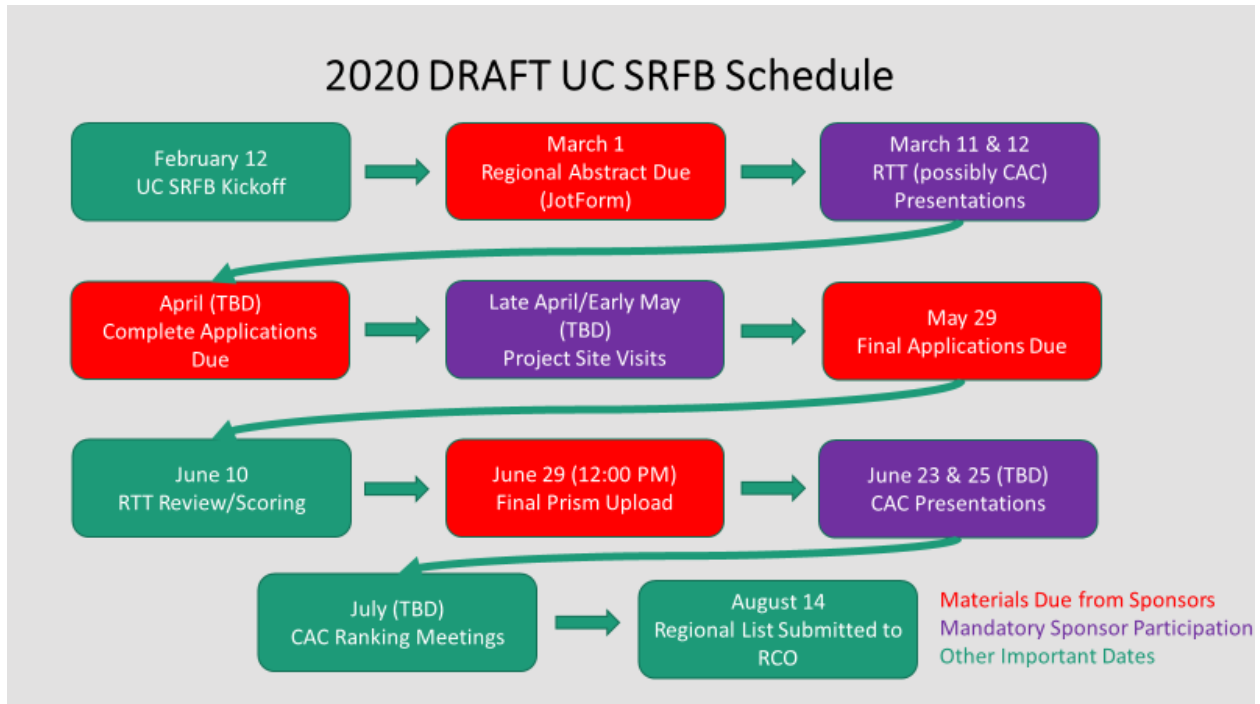 2020 DRAFT UC SRFB Schedule
February 12
UC SRFB Kickoff
March 1
Regional Abstract Due
(JotForm)
March 11 & 12
RTT (possibly CAC)
Presentations
April (TBD)
Complete Applications
Due
Late April/Early May
(TBD)
Project Site Visits
May 29
Final Applications Due
June 10
RTT Review/Scoring
June 29 (12:00 PM)
Final Prism Upload
June 23 & 25 (TBD)
CAC Presentations
July (TBD)
CAC Ranking Meetings
August 14
Regional List Submitted to
RCO
Materials Due from Sponsors
Mandatory Sponsor Participation
Other Important Dates